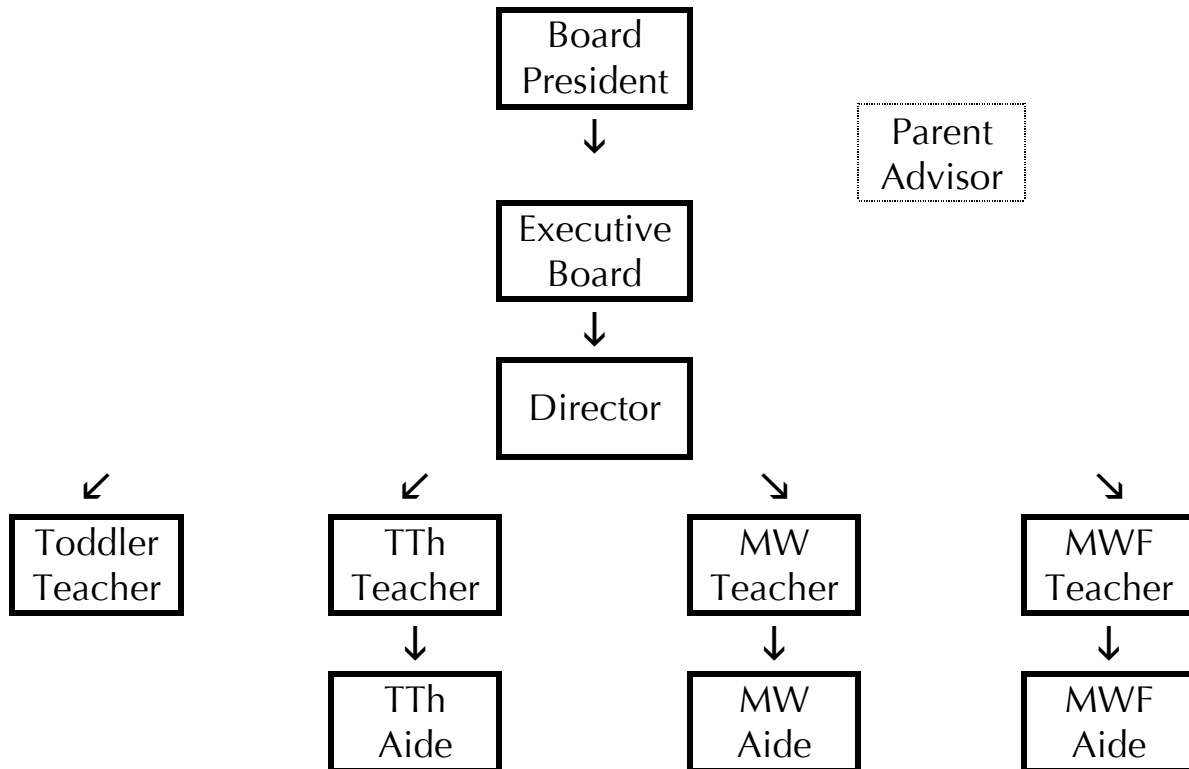 Board
President
↓
Parent
Advisor
Executive
Board
↓
Director
↙ ↙ ↘ ↘
Toddler
Teacher
TTh
Teacher
MW
Teacher
MWF
Teacher
↓ ↓ ↓
TTh
Aide
MW
Aide
MWF
Aide